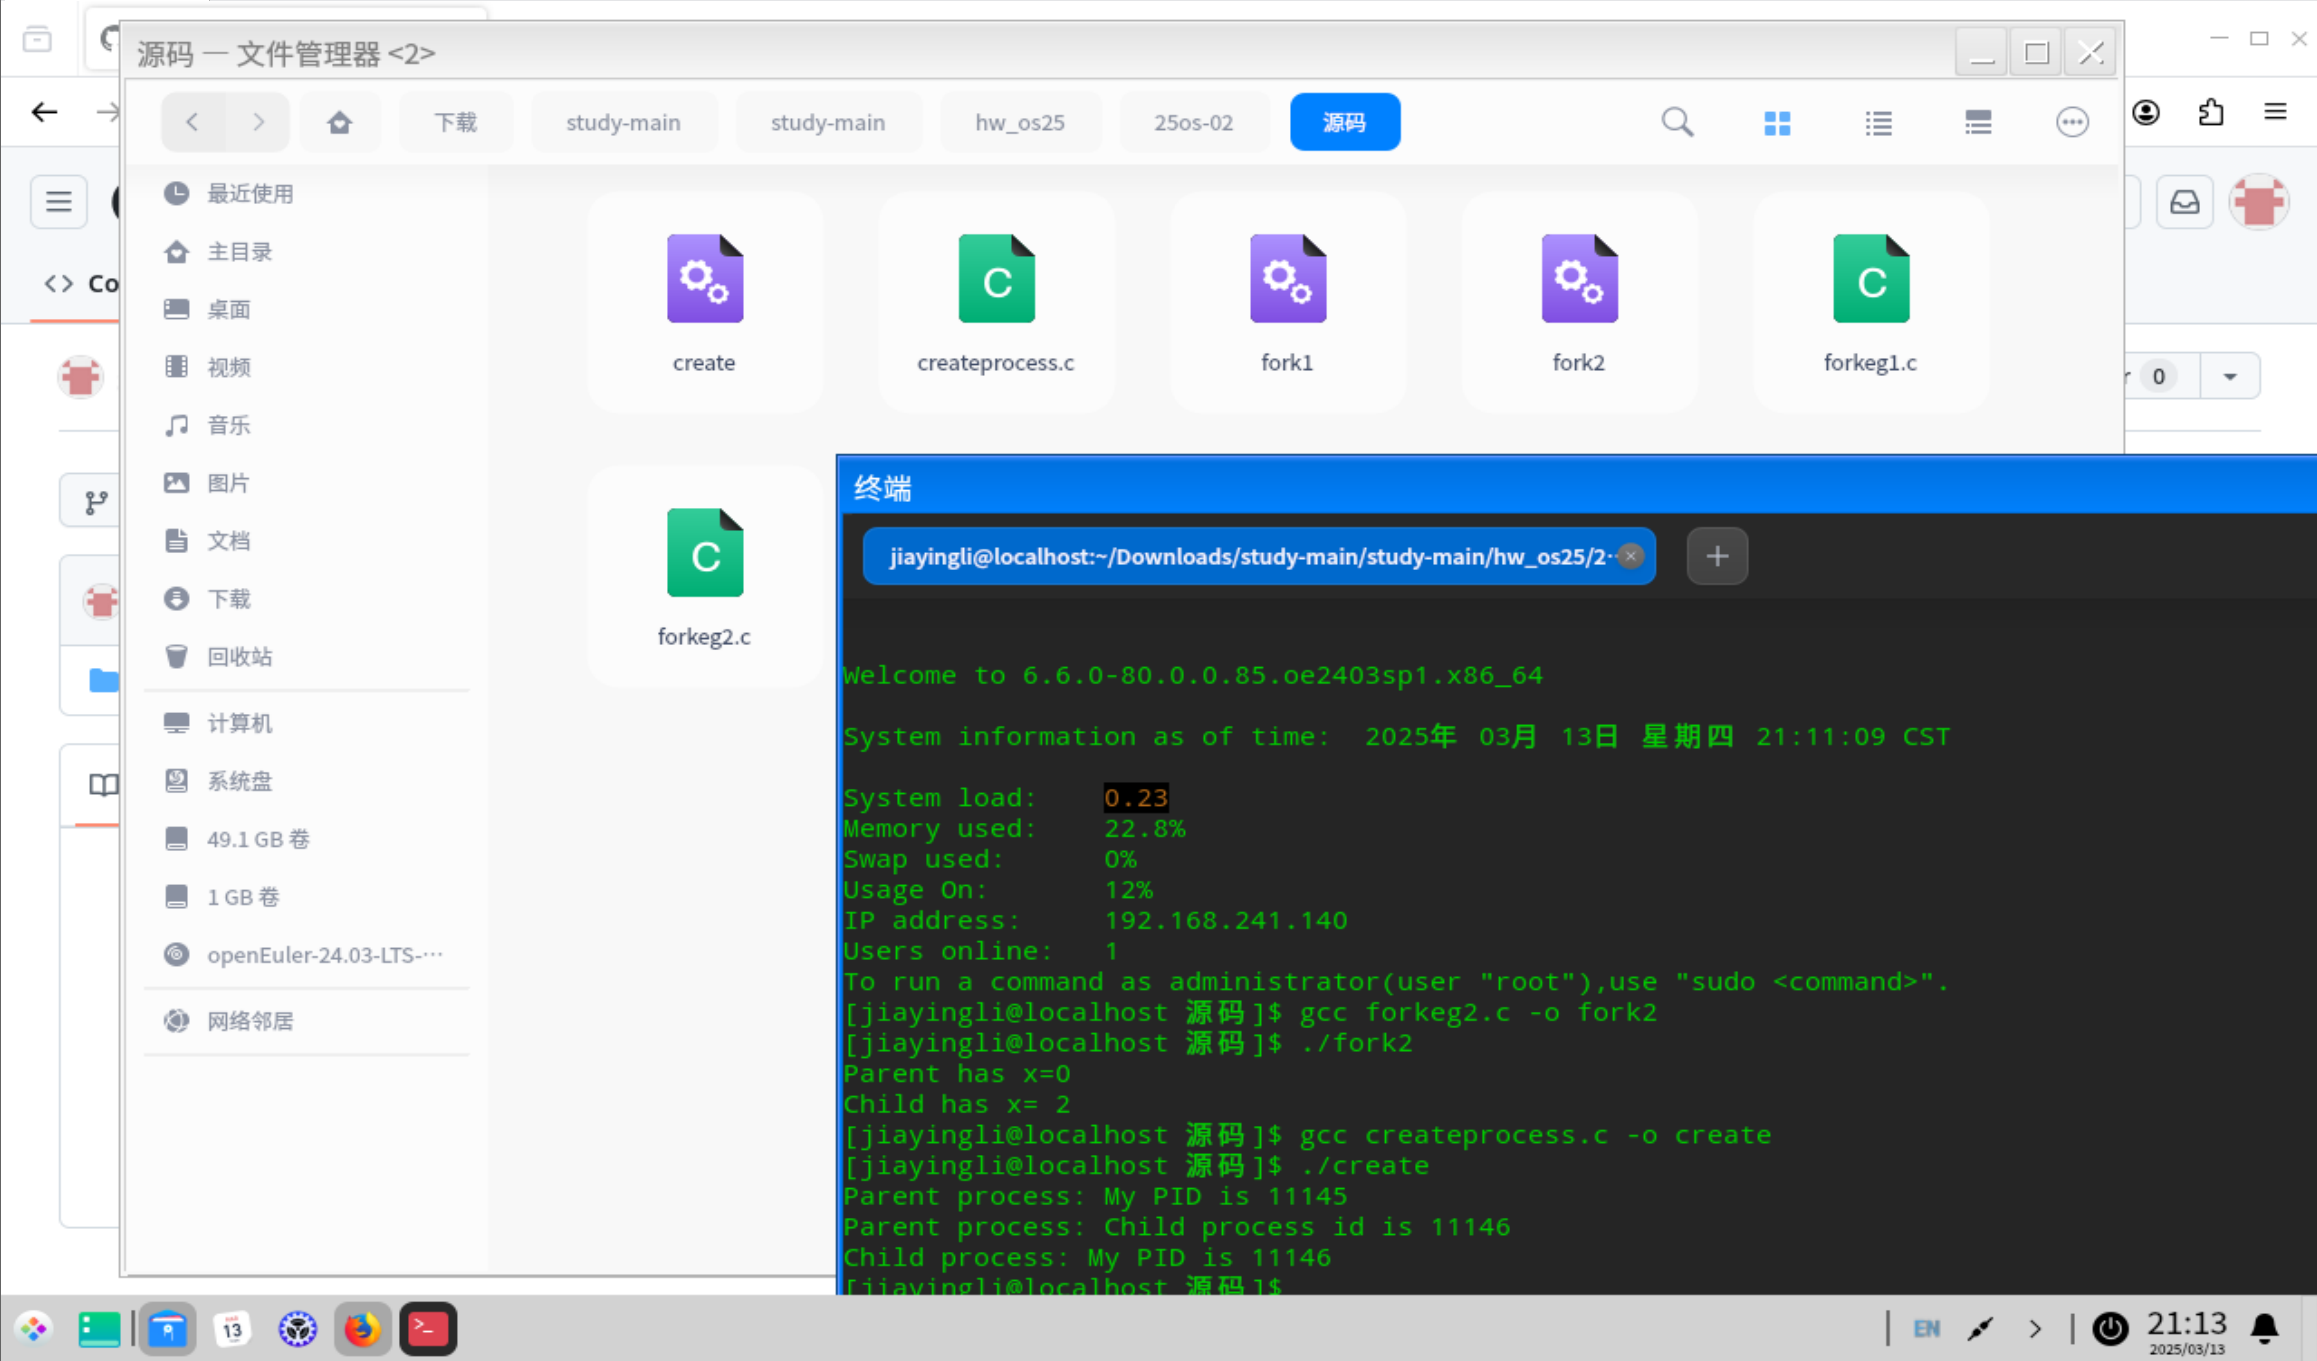 源码 — 文件管理器 <2>
下载
study-main
study-main
hw_os25
25os-02
源码
Co
最近使用
主目录
桌面
视频
音乐
图片
文档
下载
回收站
计算机
系统盘
49.1 GB 卷
1 GB 卷
openEuler-24.03-LTS-···
网络邻居
create
createprocess.c
fork1
fork2
forkeg1.c
forkeg2.c
0
终端
jiayingli@localhost:~/Downloads/study-main/study-main/hw_os25/2···
Welcome to 6.6.0-80.0.0.85.oe2403sp1.x86_64
System information as of time:  2025年 03月 13日 星期四 21:11:09 CST
System load:    0.23
Memory used:    22.8%
Swap used:      0%
Usage On:       12%
IP address:     192.168.241.140
Users online:   1
To run a command as administrator(user "root"),use "sudo <command>".
[jiayingli@localhost 源码]$ gcc forkeg2.c -o fork2
[jiayingli@localhost 源码]$ ./fork2
Parent has x=0
Child has x= 2
[jiayingli@localhost 源码]$ gcc createprocess.c -o create
[jiayingli@localhost 源码]$ ./create
Parent process: My PID is 11145
Parent process: Child process id is 11146
Child process: My PID is 11146
[jiayingli@localhost 源码]$
13
EN
21:13
2025/03/13